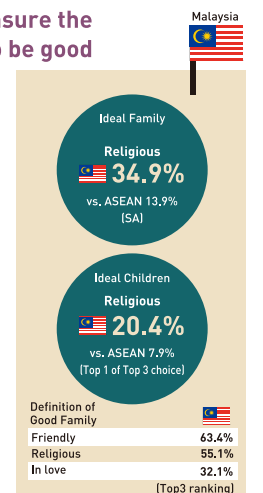 sure the
be good
Malaysia
Ideal Family
Religious
34.9%
vs. ASEAN 13.9%
(SA)
Ideal Children
Religious
20.4%
vs. ASEAN 7.9%
(Top 1 of Top 3 choice)
Definition of
Good Family
Friendly 63.4%
Religious 55.1%
In love 32.1%
(Top3 ranking)